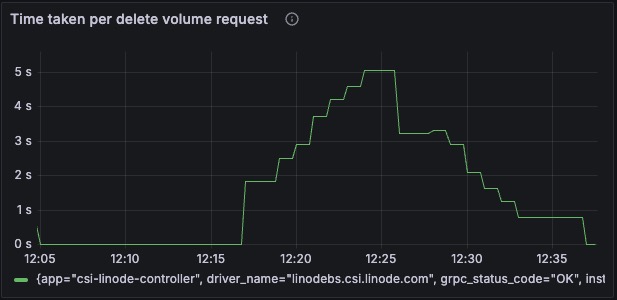 Time taken per delete volume request
5 s
4 s
3 s
2 s
1 s
0 s
12:05 12:10 12:15 12:20 12:25 12:30 12:35
{app="csi-linode-controller", driver_name="linodebs.csi.linode.com", grpc_status_code="OK", inst